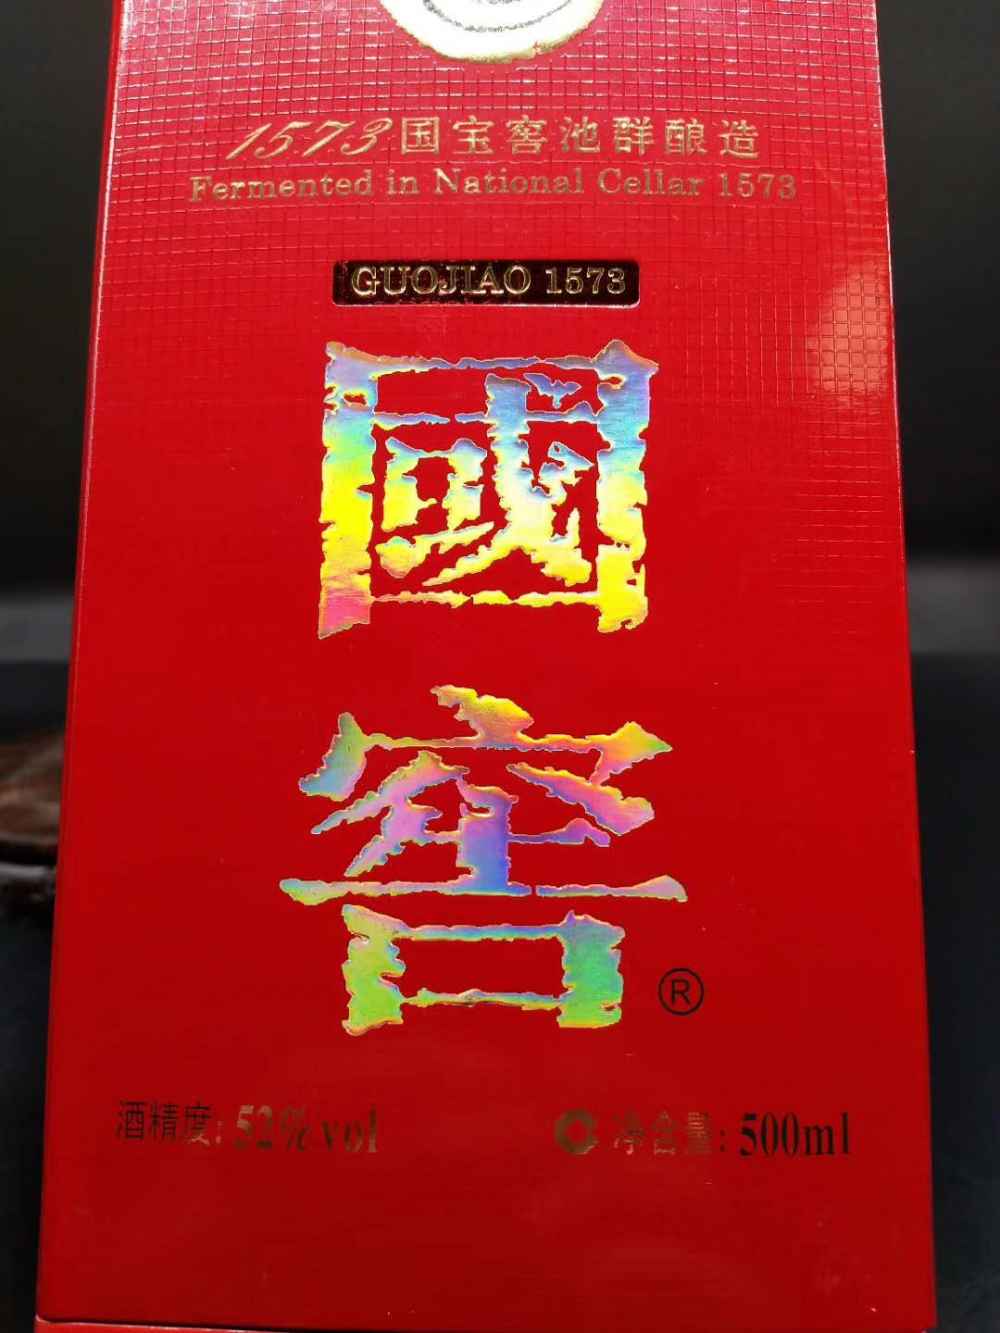 1573国宝窖池群酿造
Fermented in National Cellar 1573
GUOJIAO 1573
國
窖
®
酒精度: 52%vol
净含量: 500ml